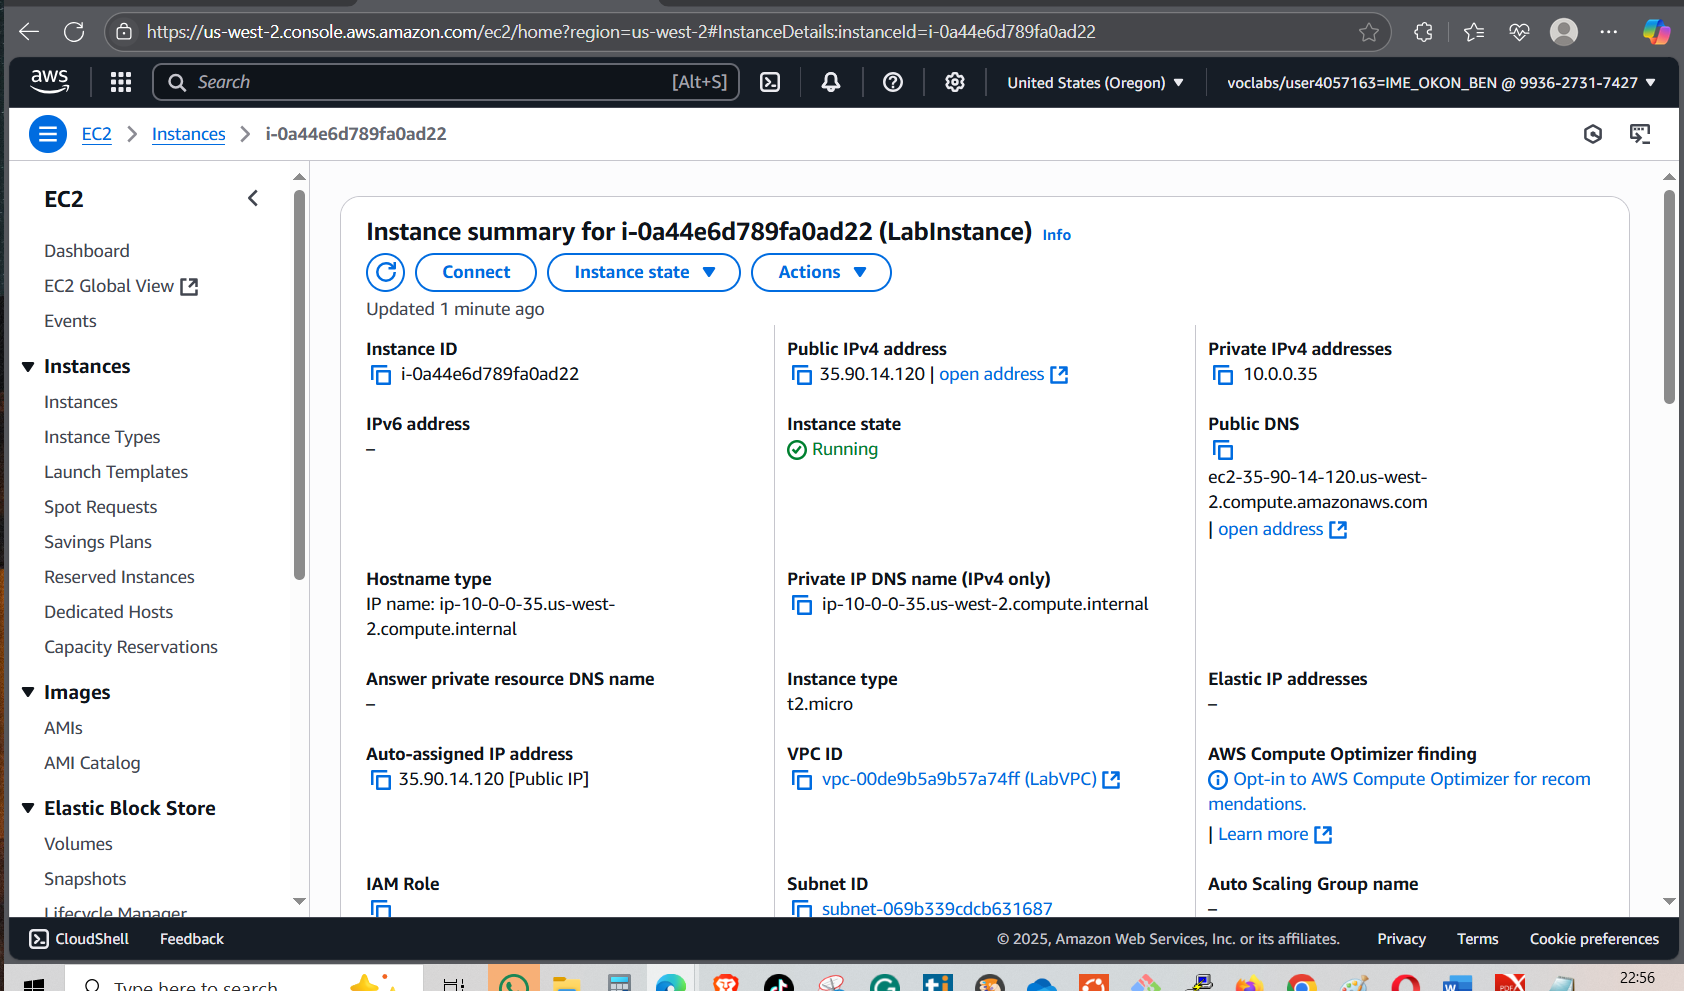 https://us-west-2.console.aws.amazon.com/ec2/home?region=us-west-2#InstanceDetails:instanceId=i-0a44e6d789fa0ad22
aws
Search [Alt+S]
United States (Oregon)
voclabs/user4057163=IME_OKON_BEN @ 9936-2731-7427
EC2 > Instances > i-0a44e6d789fa0ad22
EC2
Dashboard
EC2 Global View
Events
Instances
Instances
Instance Types
Launch Templates
Spot Requests
Savings Plans
Reserved Instances
Dedicated Hosts
Capacity Reservations
Images
AMIs
AMI Catalog
Elastic Block Store
Volumes
Snapshots
Lifecycle Manager
Instance summary for i-0a44e6d789fa0ad22 (LabInstance) Info
Connect
Instance state
Actions
Updated 1 minute ago
Instance ID
i-0a44e6d789fa0ad22
Public IPv4 address
35.90.14.120 | open address
Private IPv4 addresses
10.0.0.35
IPv6 address
–
Instance state
Running
Public DNS
ec2-35-90-14-120.us-west-
2.compute.amazonaws.com
| open address
Hostname type
IP name: ip-10-0-0-35.us-west-
2.compute.internal
Private IP DNS name (IPv4 only)
ip-10-0-0-35.us-west-2.compute.internal
Answer private resource DNS name
–
Instance type
t2.micro
Elastic IP addresses
–
Auto-assigned IP address
35.90.14.120 [Public IP]
VPC ID
vpc-00de9b5a9b57a74ff (LabVPC)
AWS Compute Optimizer finding
Opt-in to AWS Compute Optimizer for recom
mendations.
| Learn more
IAM Role
Subnet ID
subnet-069b339cdcb631687
Auto Scaling Group name
–
CloudShell
Feedback
© 2025, Amazon Web Services, Inc. or its affiliates.
Privacy
Terms
Cookie preferences
Type here to search
22:56